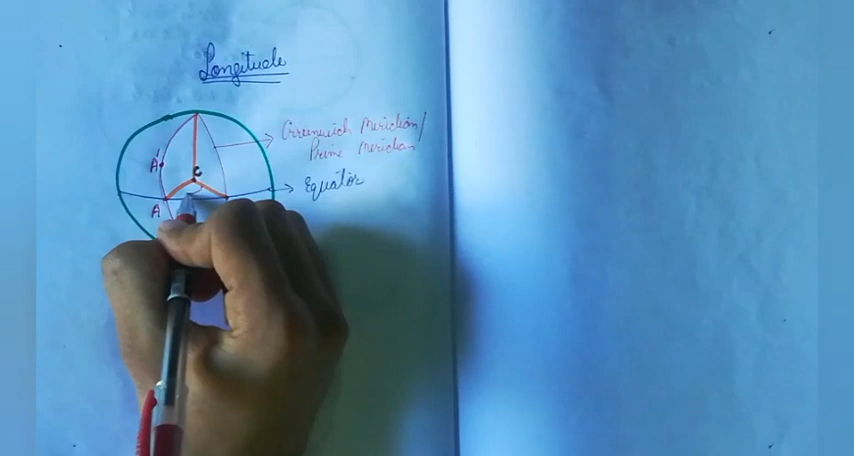 Longitude
Greenwich Meridian/
Prime Meridian
A'
C
Equator
A